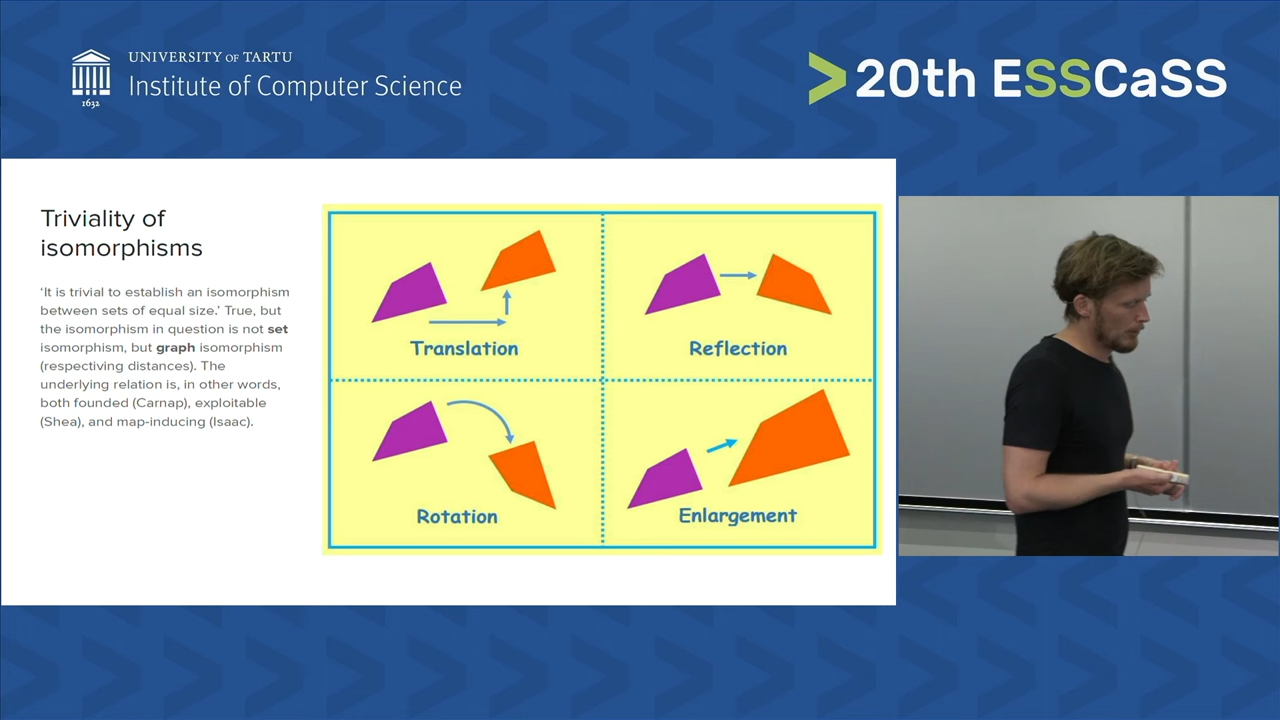 UNIVERSITY OF TARTU
Institute of Computer Science
1632
>20th ESSCaSS
Triviality of
isomorphisms
‘It is trivial to establish an isomorphism
between sets of equal size.’ True, but
the isomorphism in question is not set
isomorphism, but graph isomorphism
(respectiving distances). The
underlying relation is, in other words,
both founded (Carnap), exploitable
(Shea), and map-inducing (Isaac).
Translation
Reflection
Rotation
Enlargement